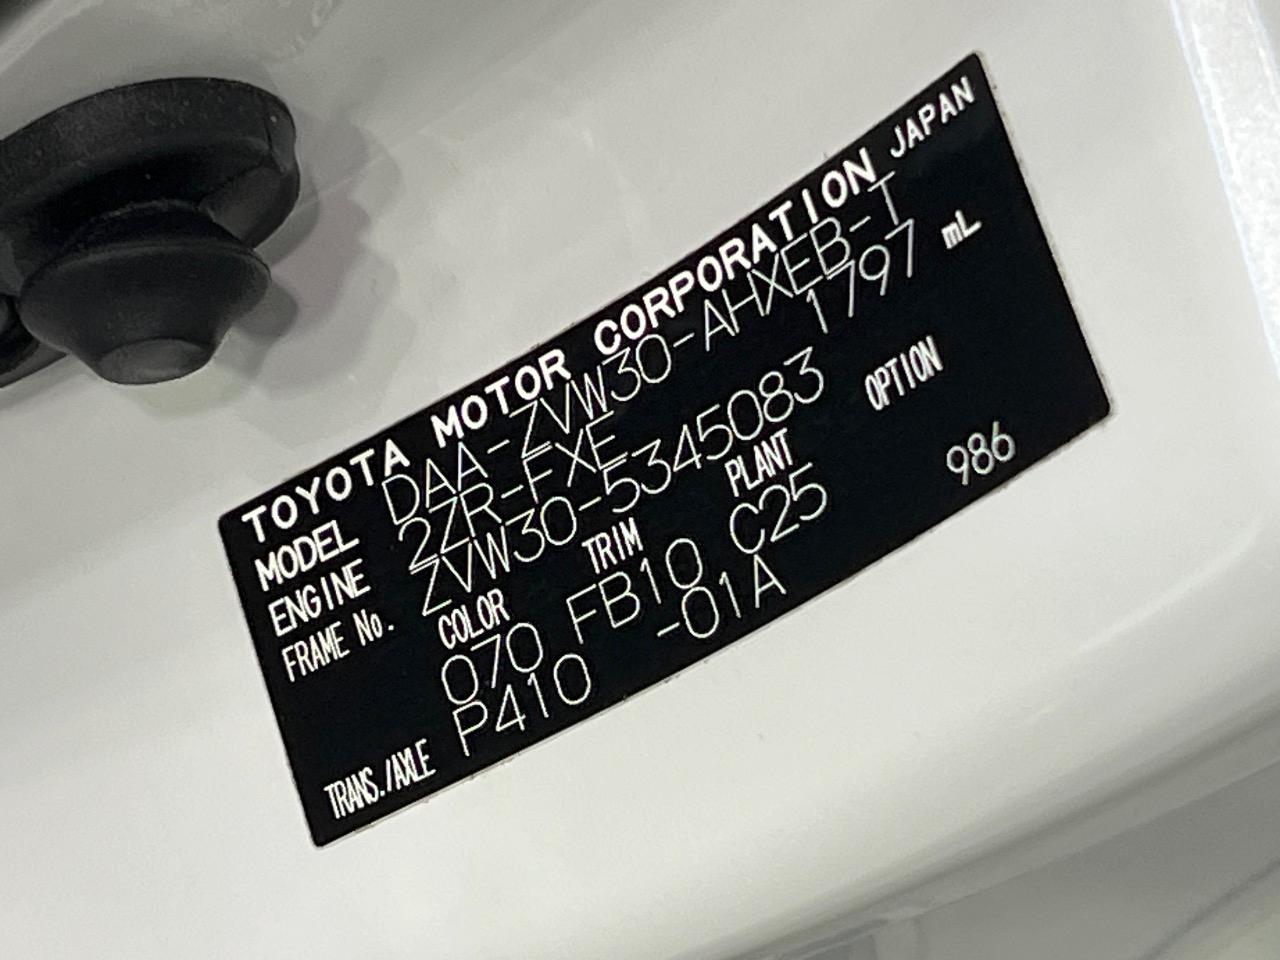 TOYOTA MOTOR CORPORATION JAPAN
MODEL DAA-ZVW30-AHXEB-T
ENGINE 2ZR-FXE 1797 mL
FRAME No. ZVW30-5345083
COLOR TRIM PLANT OPTION
070 FB10 C25 986
TRANS./AXLE P410 -01A